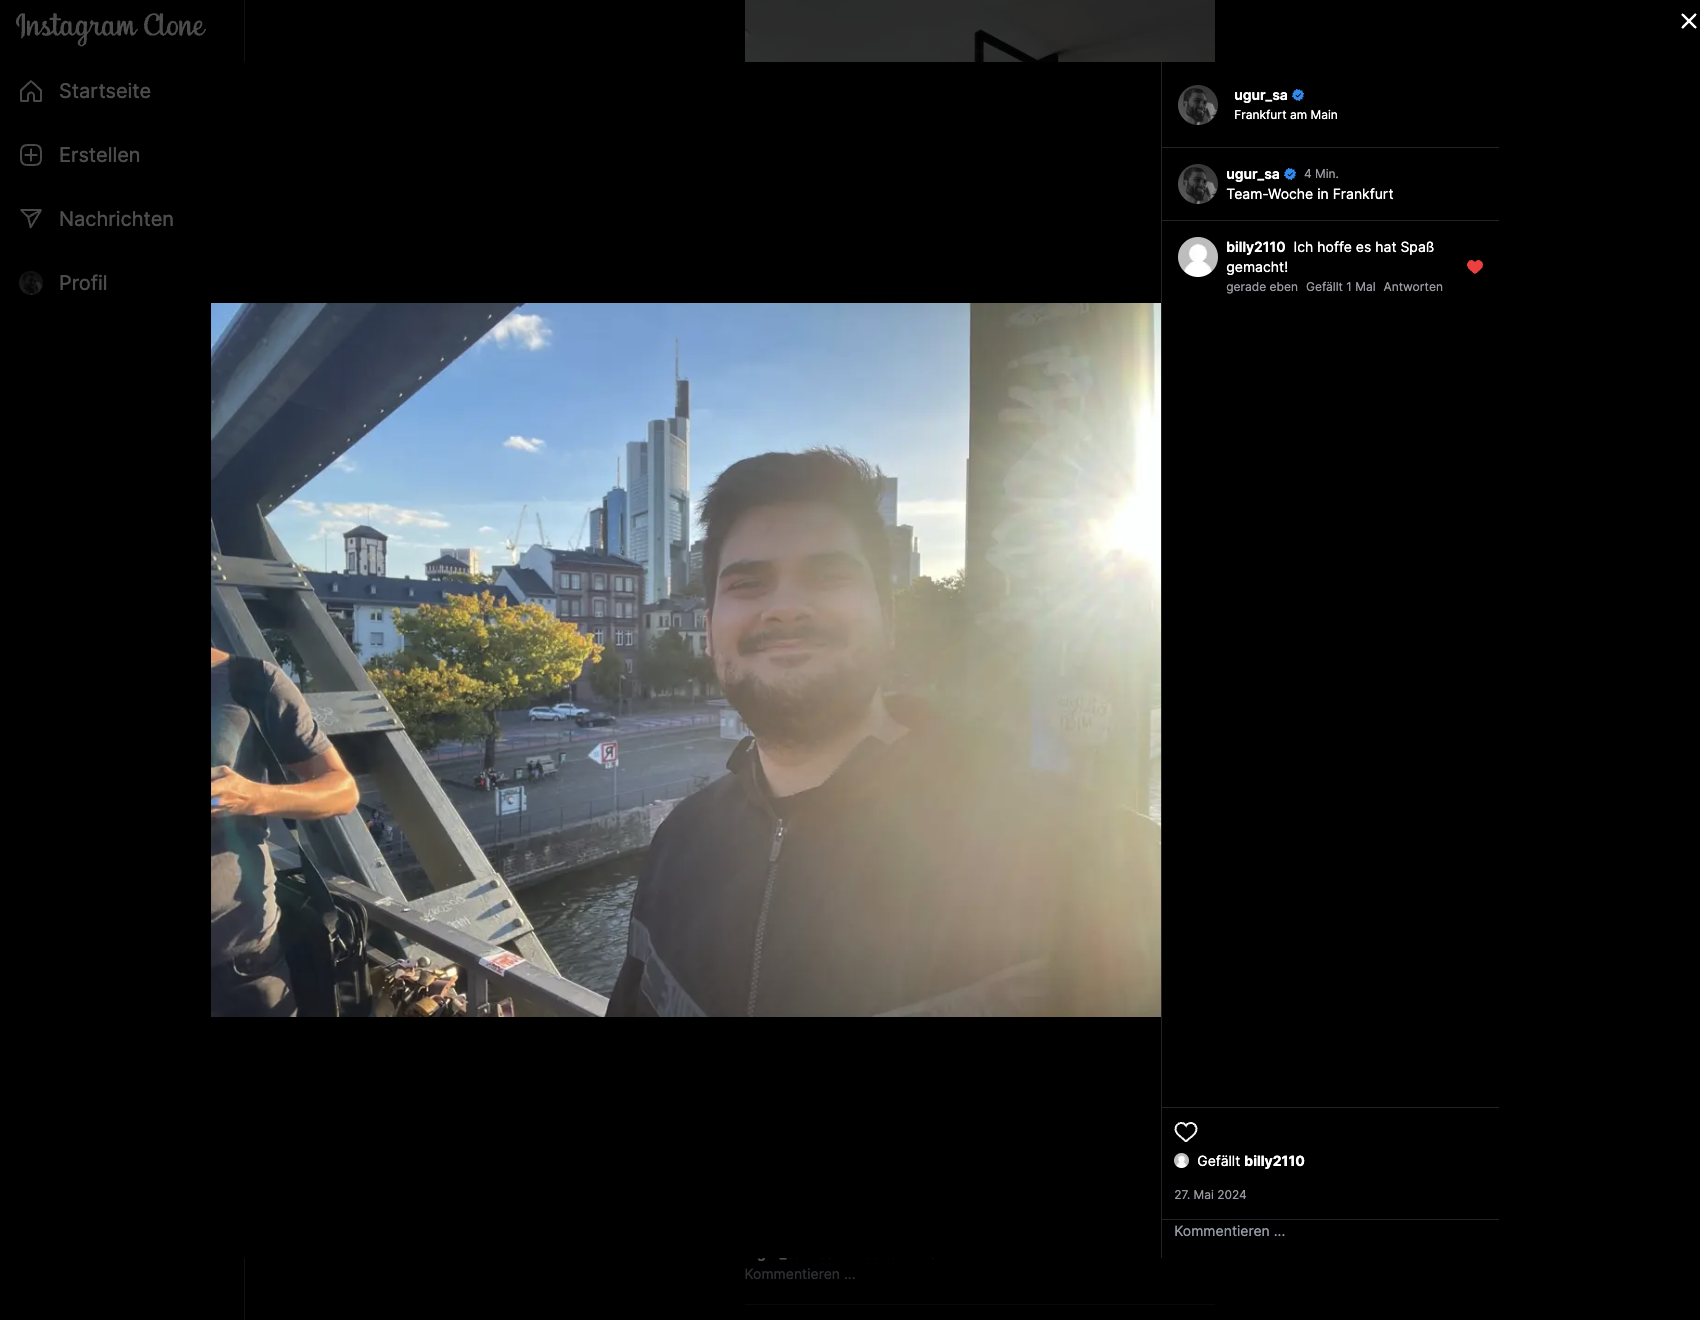 Instagram Clone
Startseite
Erstellen
Nachrichten
Profil
ugur_sa
Frankfurt am Main
ugur_sa 4 Min.
Team-Woche in Frankfurt
billy2110 Ich hoffe es hat Spaß
gemacht!
gerade eben Gefällt 1 Mal Antworten
Gefällt billy2110
27. Mai 2024
Kommentieren ...
Kommentieren ...